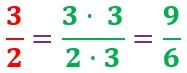 3/2 = 3 · 3 / 2 · 3 = 9/6